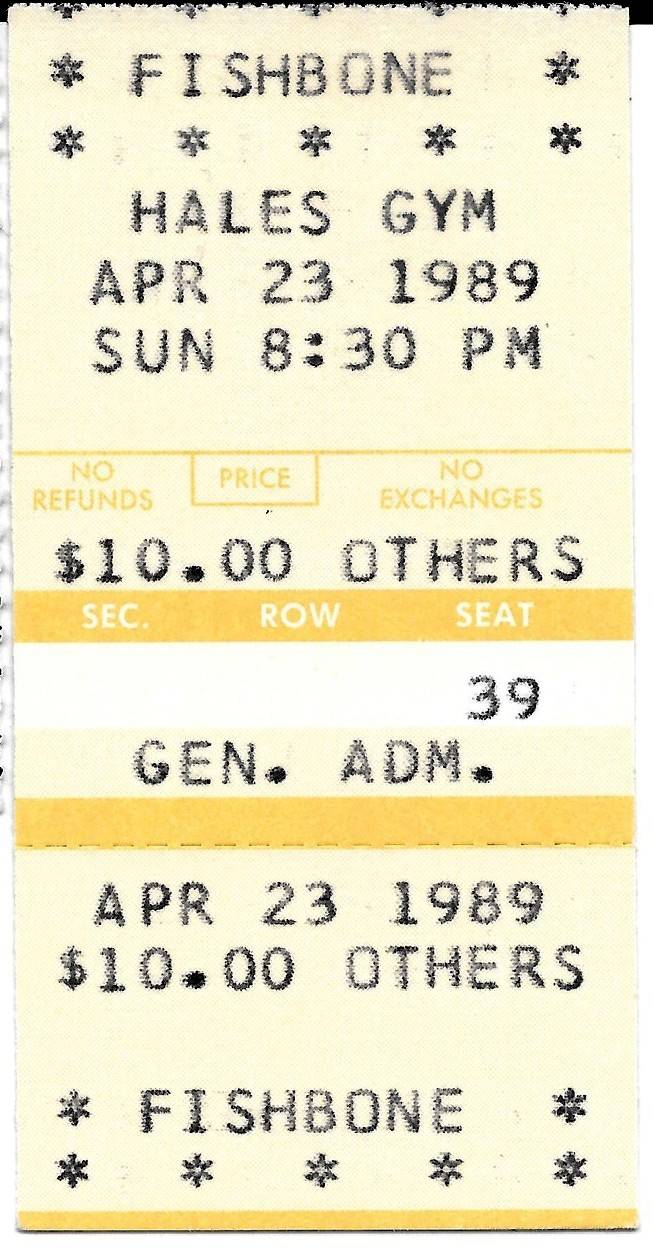 * FISHBONE *
* * * * *
HALES GYM
APR 23 1989
SUN 8:30 PM
NO REFUNDS PRICE NO EXCHANGES
$10.00 OTHERS
SEC. ROW SEAT
39
GEN. ADM.
APR 23 1989
$10.00 OTHERS
* FISHBONE *
* * * * *